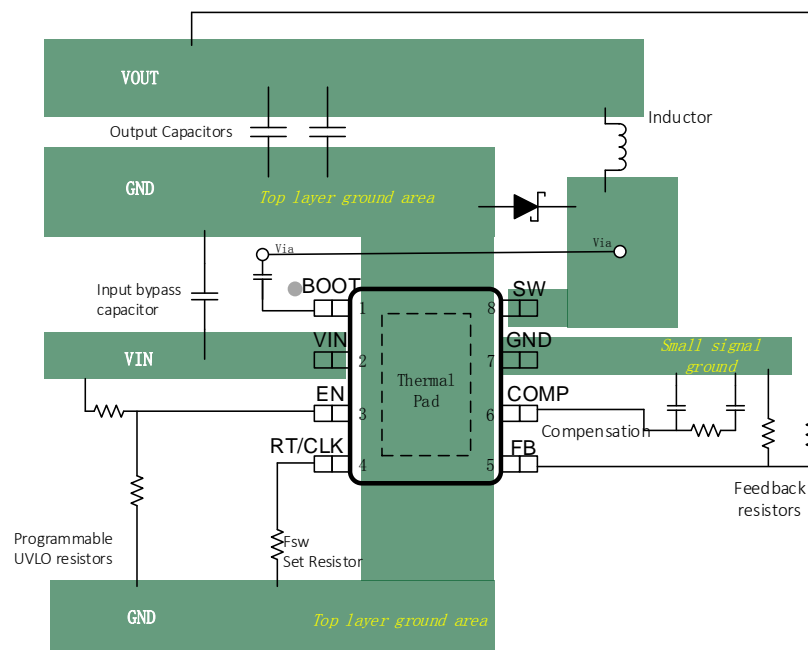 VOUT
Output Capacitors
Inductor
GND
Top layer ground area
Via
Via
BOOT
SW
Input bypass
capacitor
1
8
VIN
VIN
GND
Small signal
ground
2
7
Thermal
Pad
EN
COMP
3
6
Compensation
RT/CLK
FB
4
5
Feedback
resistors
Programmable
UVLO resistors
Fsw
Set Resistor
GND
Top layer ground area